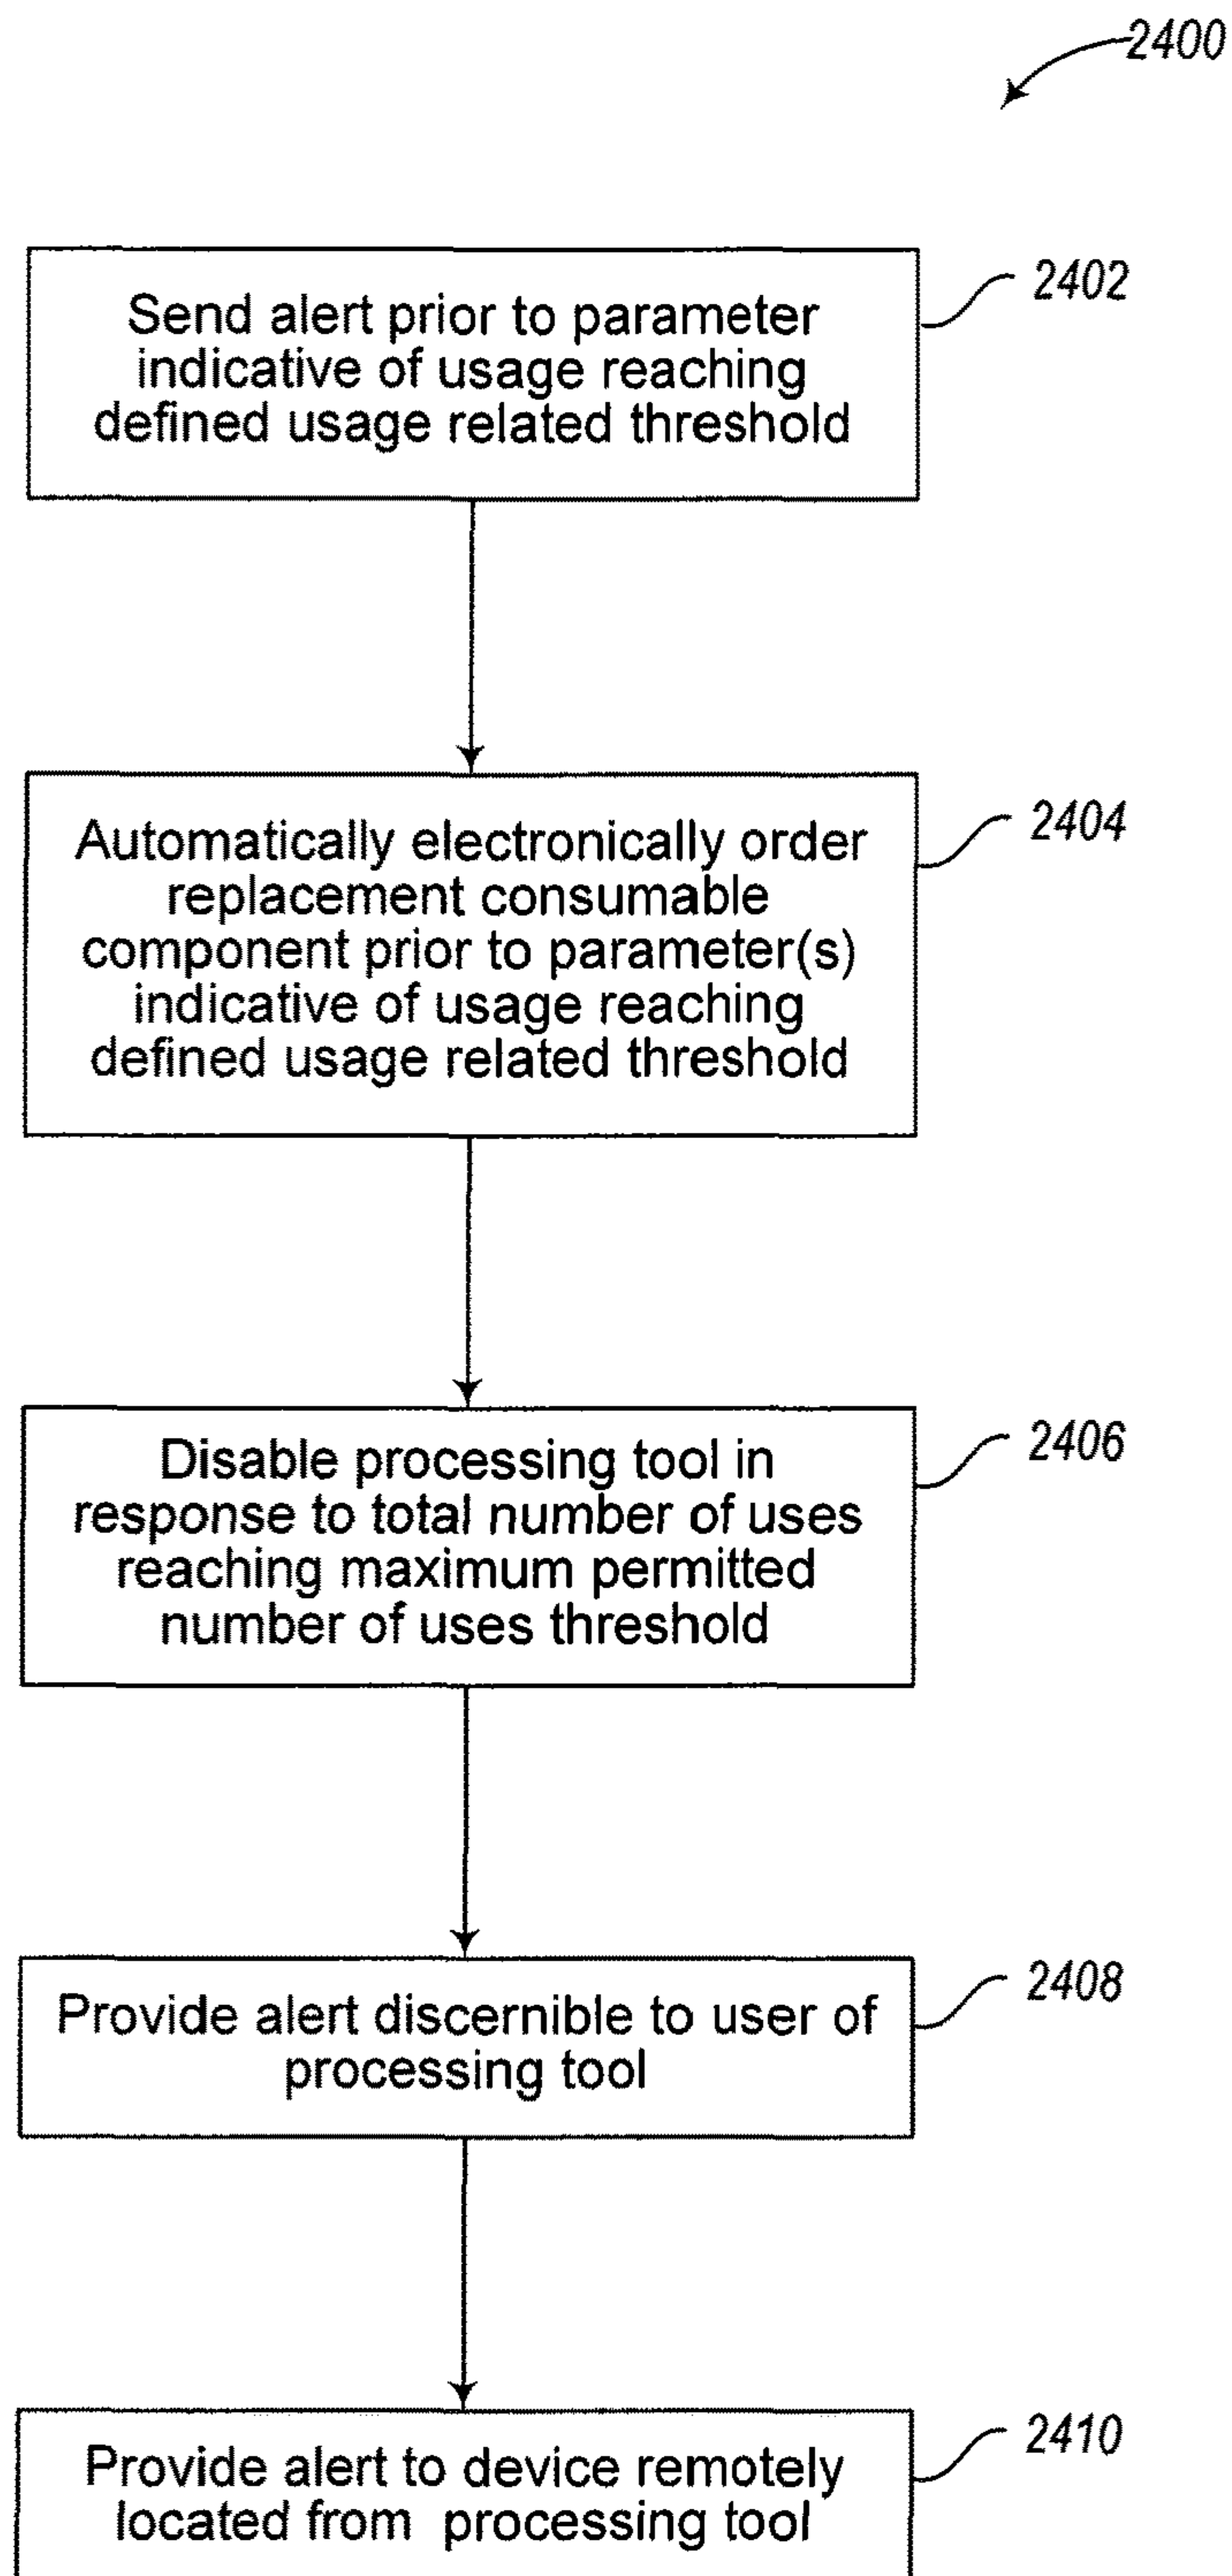 2400
Send alert prior to parameter
indicative of usage reaching
defined usage related threshold
2402
Automatically electronically order
replacement consumable
component prior to parameter(s)
indicative of usage reaching
defined usage related threshold
2404
Disable processing tool in
response to total number of uses
reaching maximum permitted
number of uses threshold
2406
Provide alert discernible to user of
processing tool
2408
Provide alert to device remotely
located from processing tool
2410